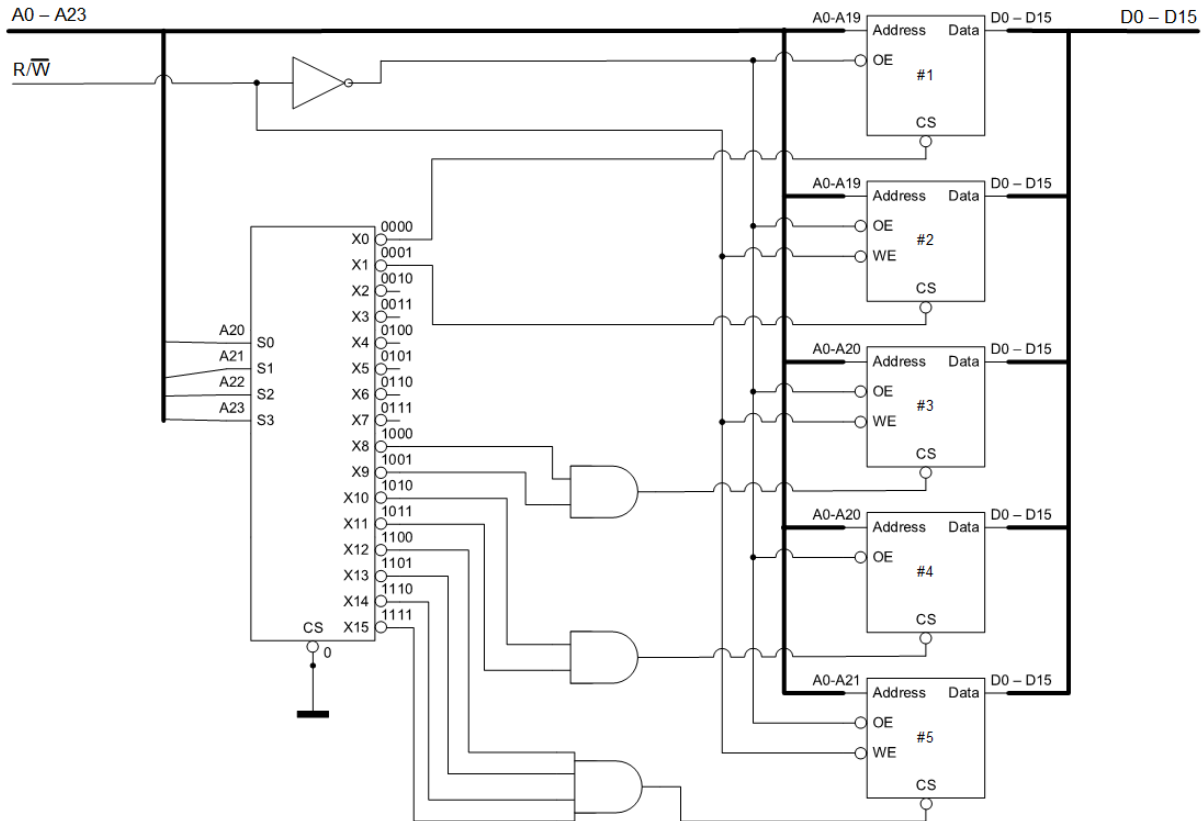 A0 – A23
D0 – D15
R/W̅
A0-A19
Address
Data
D0 – D15
OE
#1
CS
A0-A19
Address
Data
D0 – D15
OE
#2
WE
CS
A0-A20
Address
Data
D0 – D15
OE
#3
WE
CS
A0-A20
Address
Data
D0 – D15
OE
#4
CS
A0-A21
Address
Data
D0 – D15
OE
#5
WE
CS
A20
S0
A21
S1
A22
S2
A23
S3
X0
0000
X1
0001
X2
0010
X3
0011
X4
0100
X5
0101
X6
0110
X7
0111
X8
1000
X9
1001
X10
1010
X11
1011
X12
1100
X13
1101
X14
1110
X15
1111
CS
0